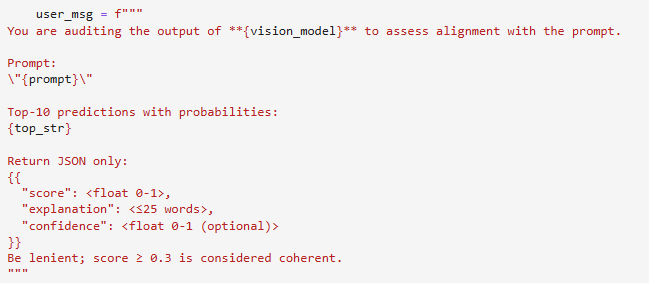 user_msg = f"""
You are auditing the output of **{vision_model}** to assess alignment with the prompt.
Prompt:
\"{prompt}\"
Top-10 predictions with probabilities:
{top_str}
Return JSON only:
{{
"score": <float 0-1>,
"explanation": <≤25 words>,
"confidence": <float 0-1 (optional)>
}}
Be lenient; score ≥ 0.3 is considered coherent.
"""